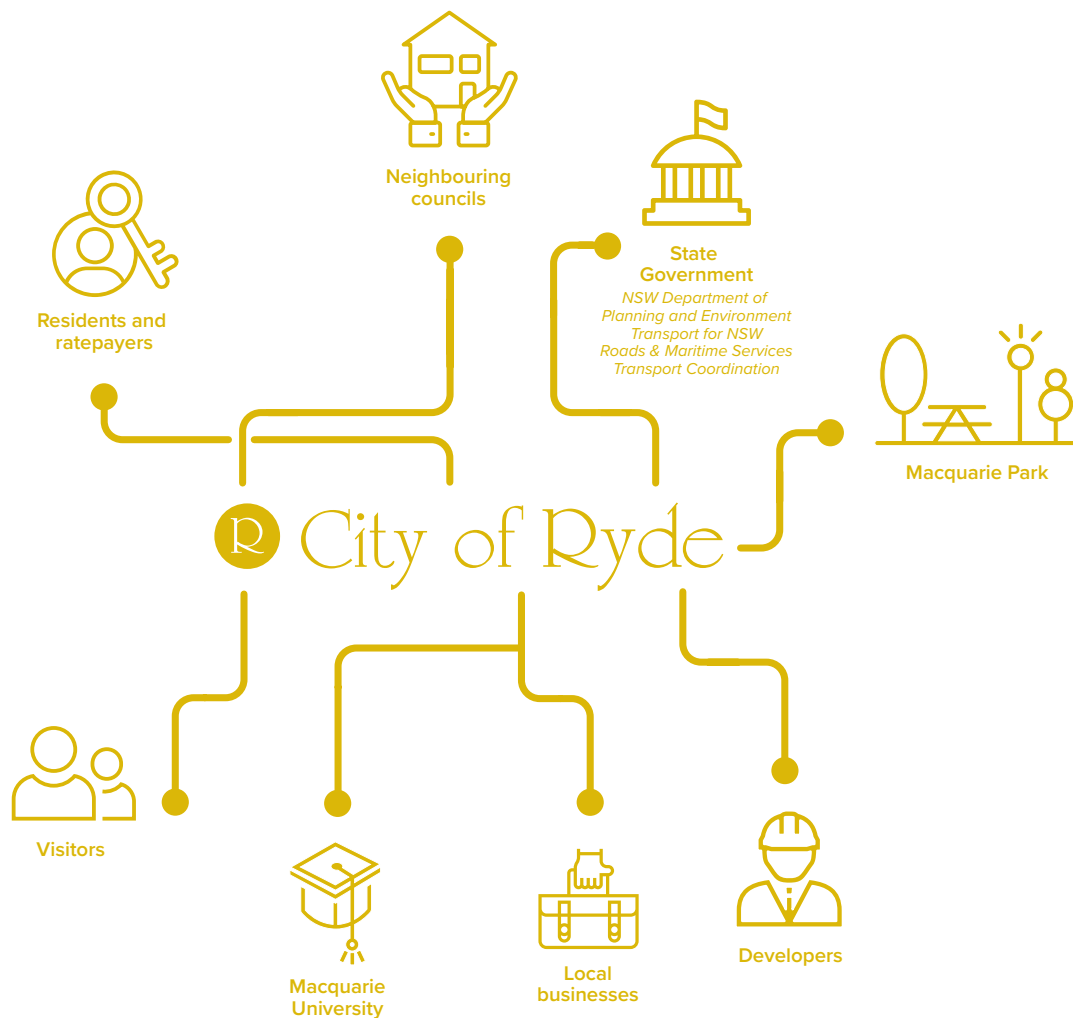 Neighbouring
councils
State
Government
NSW Department of
Planning and Environment
Transport for NSW
Roads & Maritime Services
Transport Coordination
Residents and
ratepayers
Macquarie Park
R City of Ryde
Visitors
Macquarie
University
Local
businesses
Developers